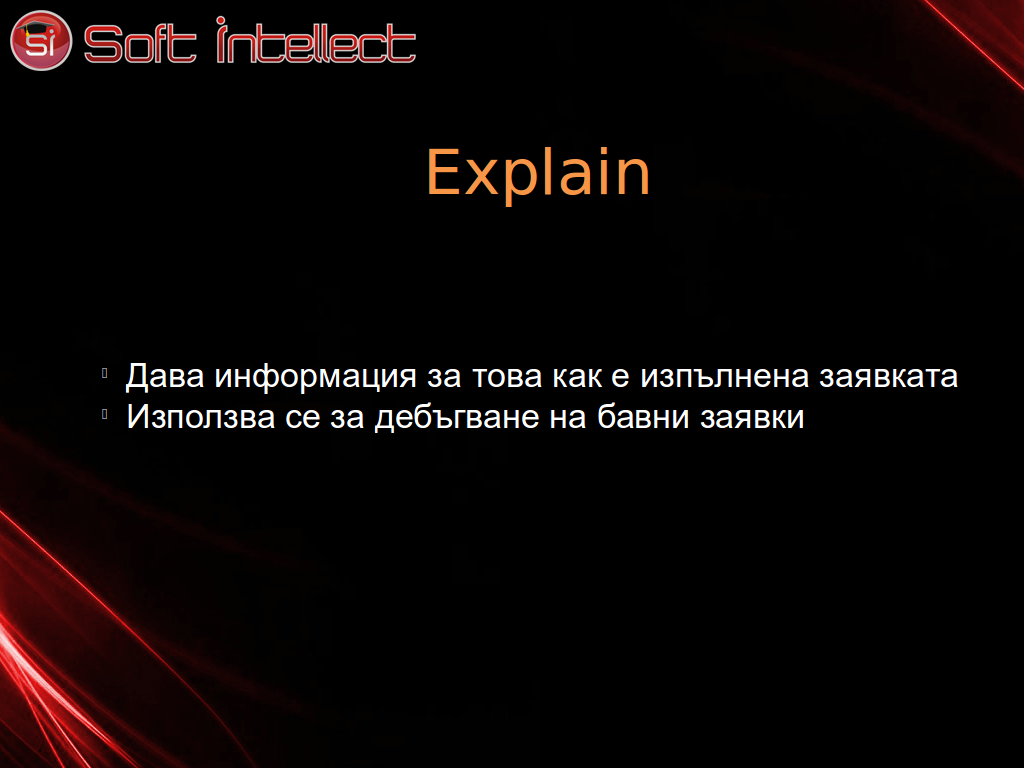 Si Soft Intellect
Explain
Дава информация за това как е изпълнена заявката
Използва се за дебъгване на бавни заявки